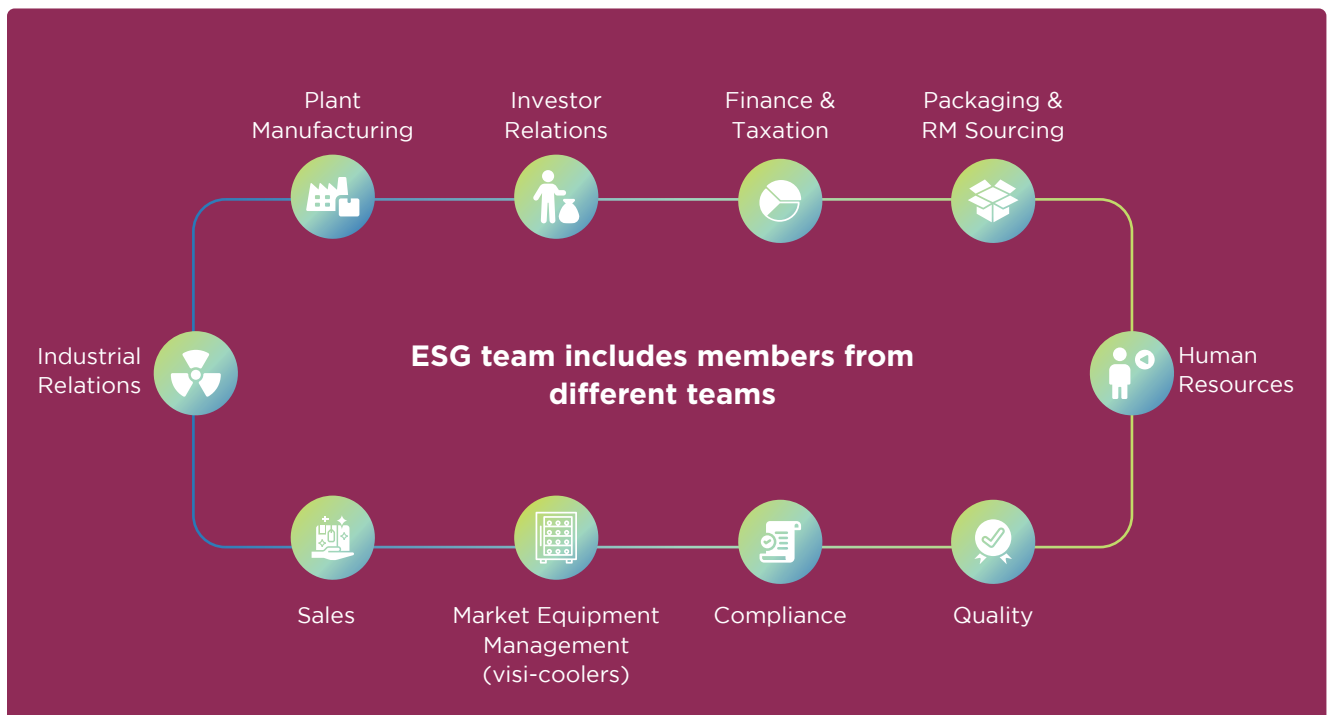 Plant
Manufacturing
Investor
Relations
Finance &
Taxation
Packaging &
RM Sourcing
Industrial
Relations
ESG team includes members from
different teams
Human
Resources
Sales
Market Equipment
Management
(visi-coolers)
Compliance
Quality